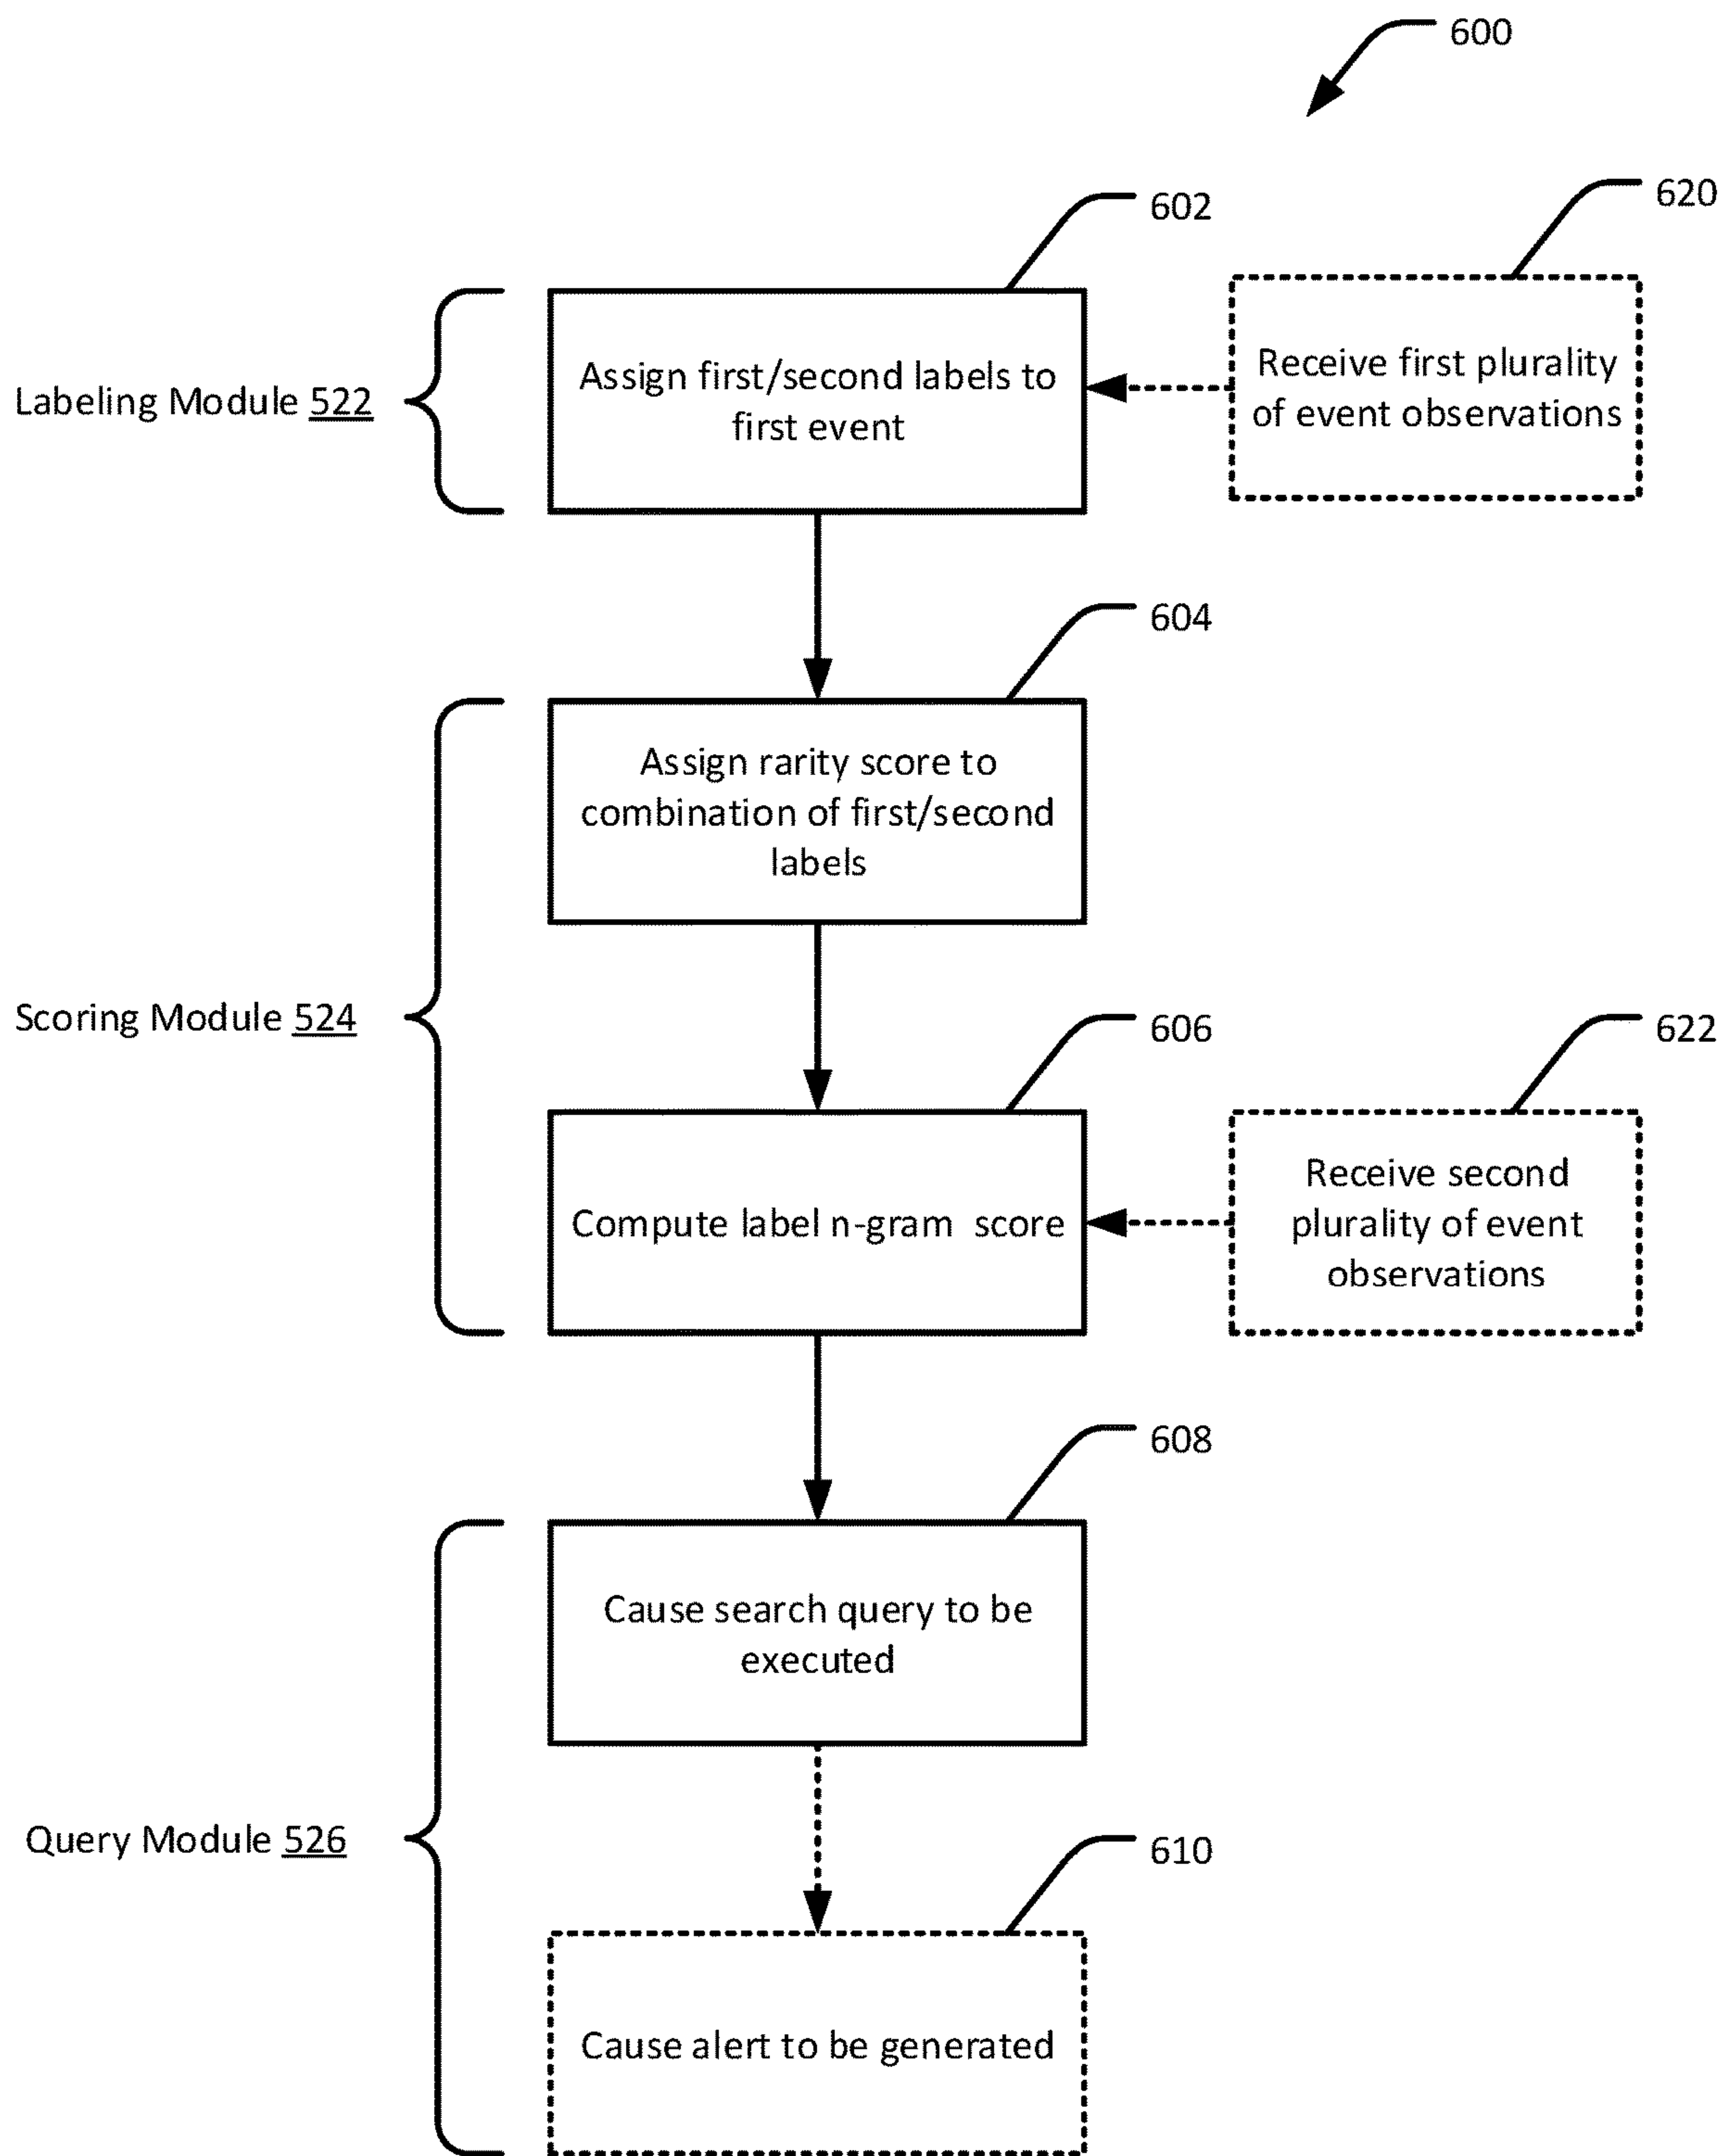 600
602
620
Labeling Module 522
Assign first/second labels to
first event
Receive first plurality
of event observations
604
Assign rarity score to
combination of first/second
labels
Scoring Module 524
606
622
Compute label n-gram  score
Receive second
plurality of event
observations
608
Cause search query to be
executed
Query Module 526
610
Cause alert to be generated